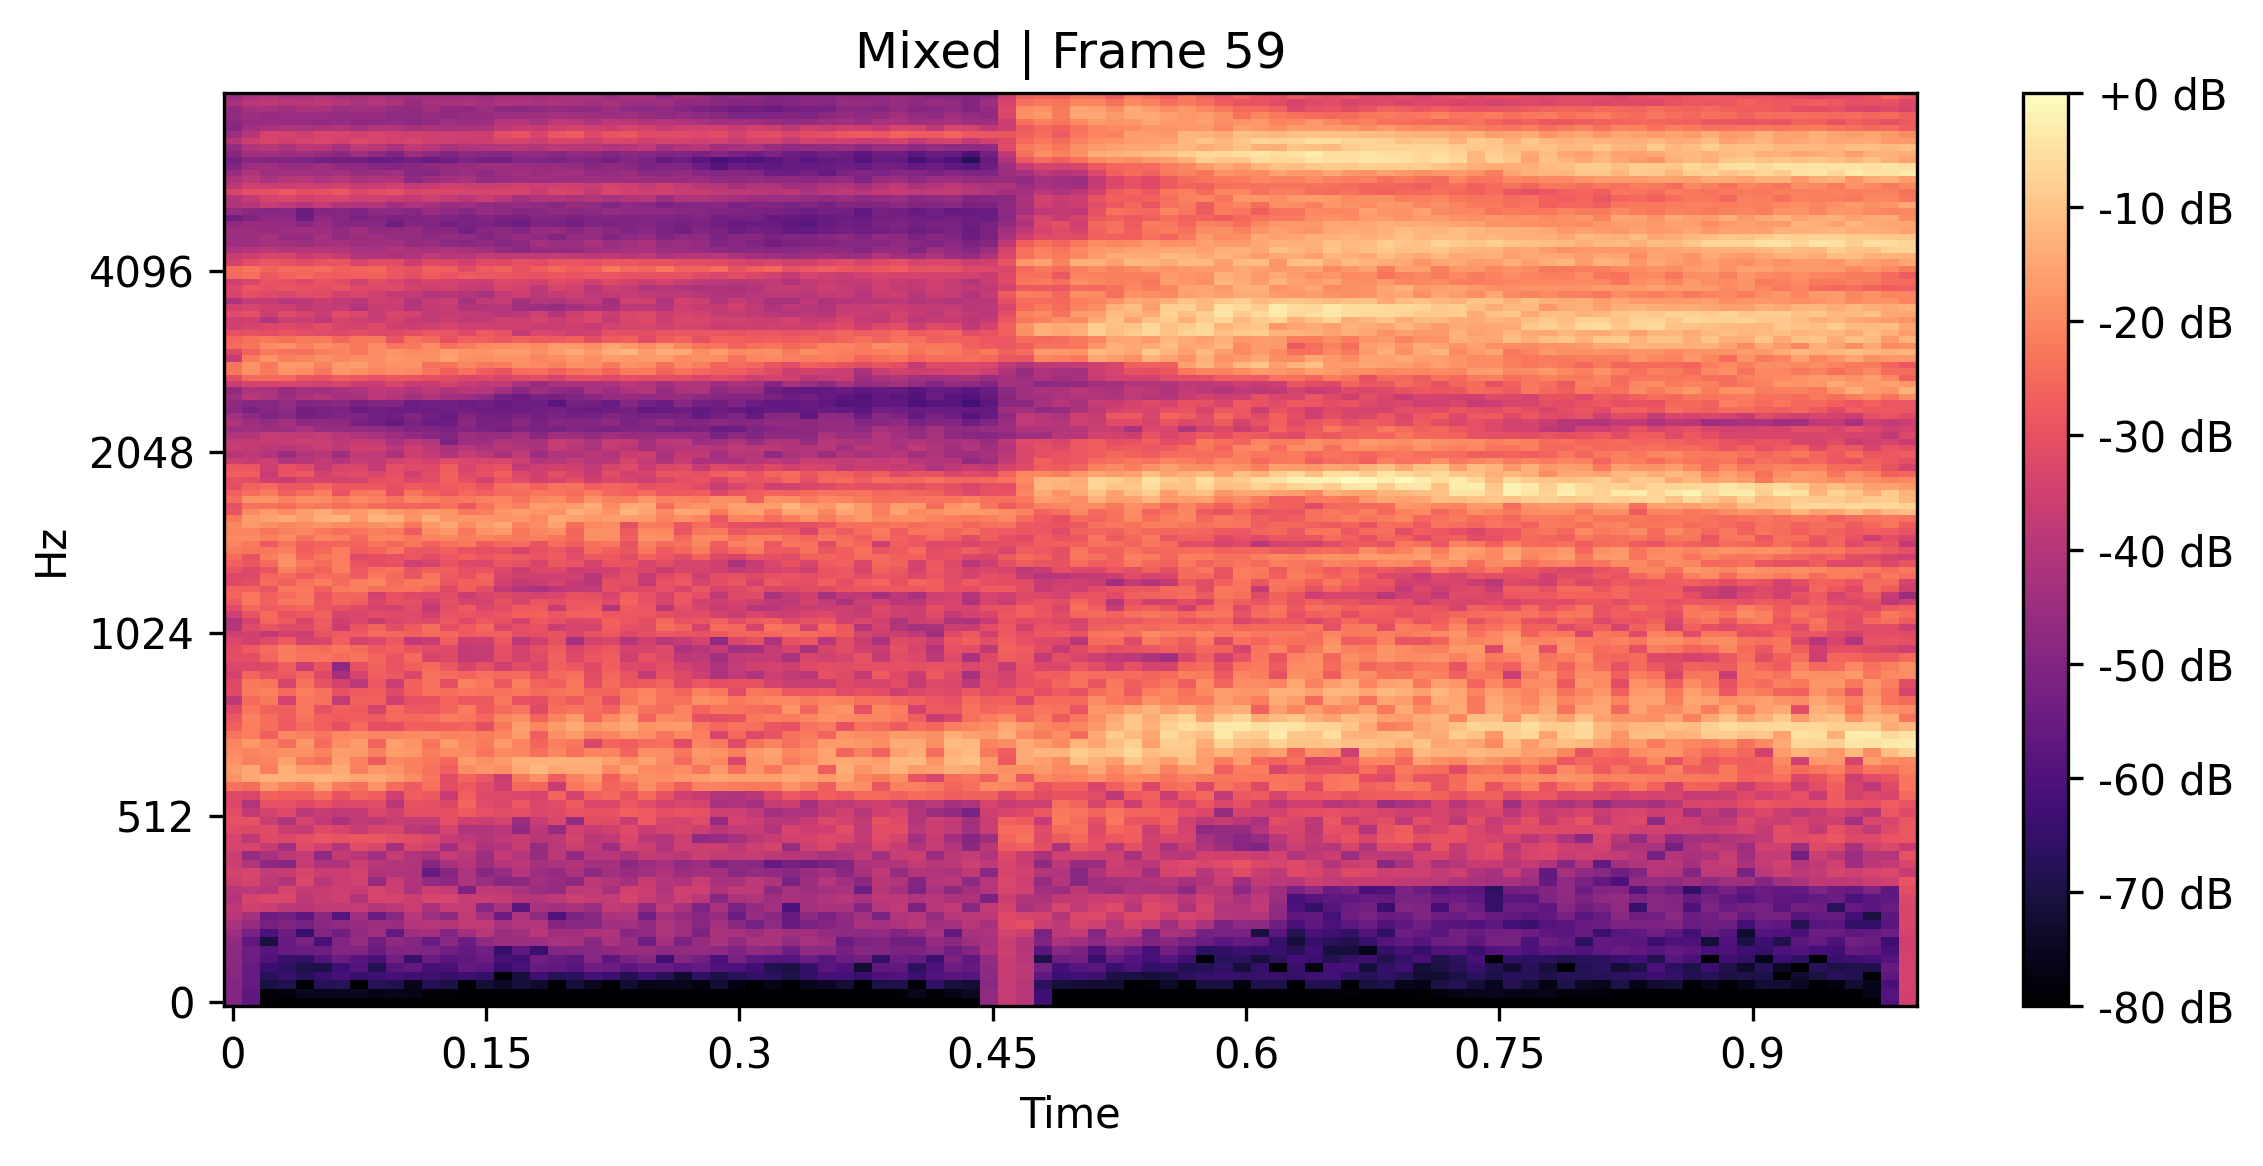 Mixed | Frame 59
Hz
4096
2048
1024
512
0
0 0.15 0.3 0.45 0.6 0.75 0.9
Time
+0 dB
-10 dB
-20 dB
-30 dB
-40 dB
-50 dB
-60 dB
-70 dB
-80 dB